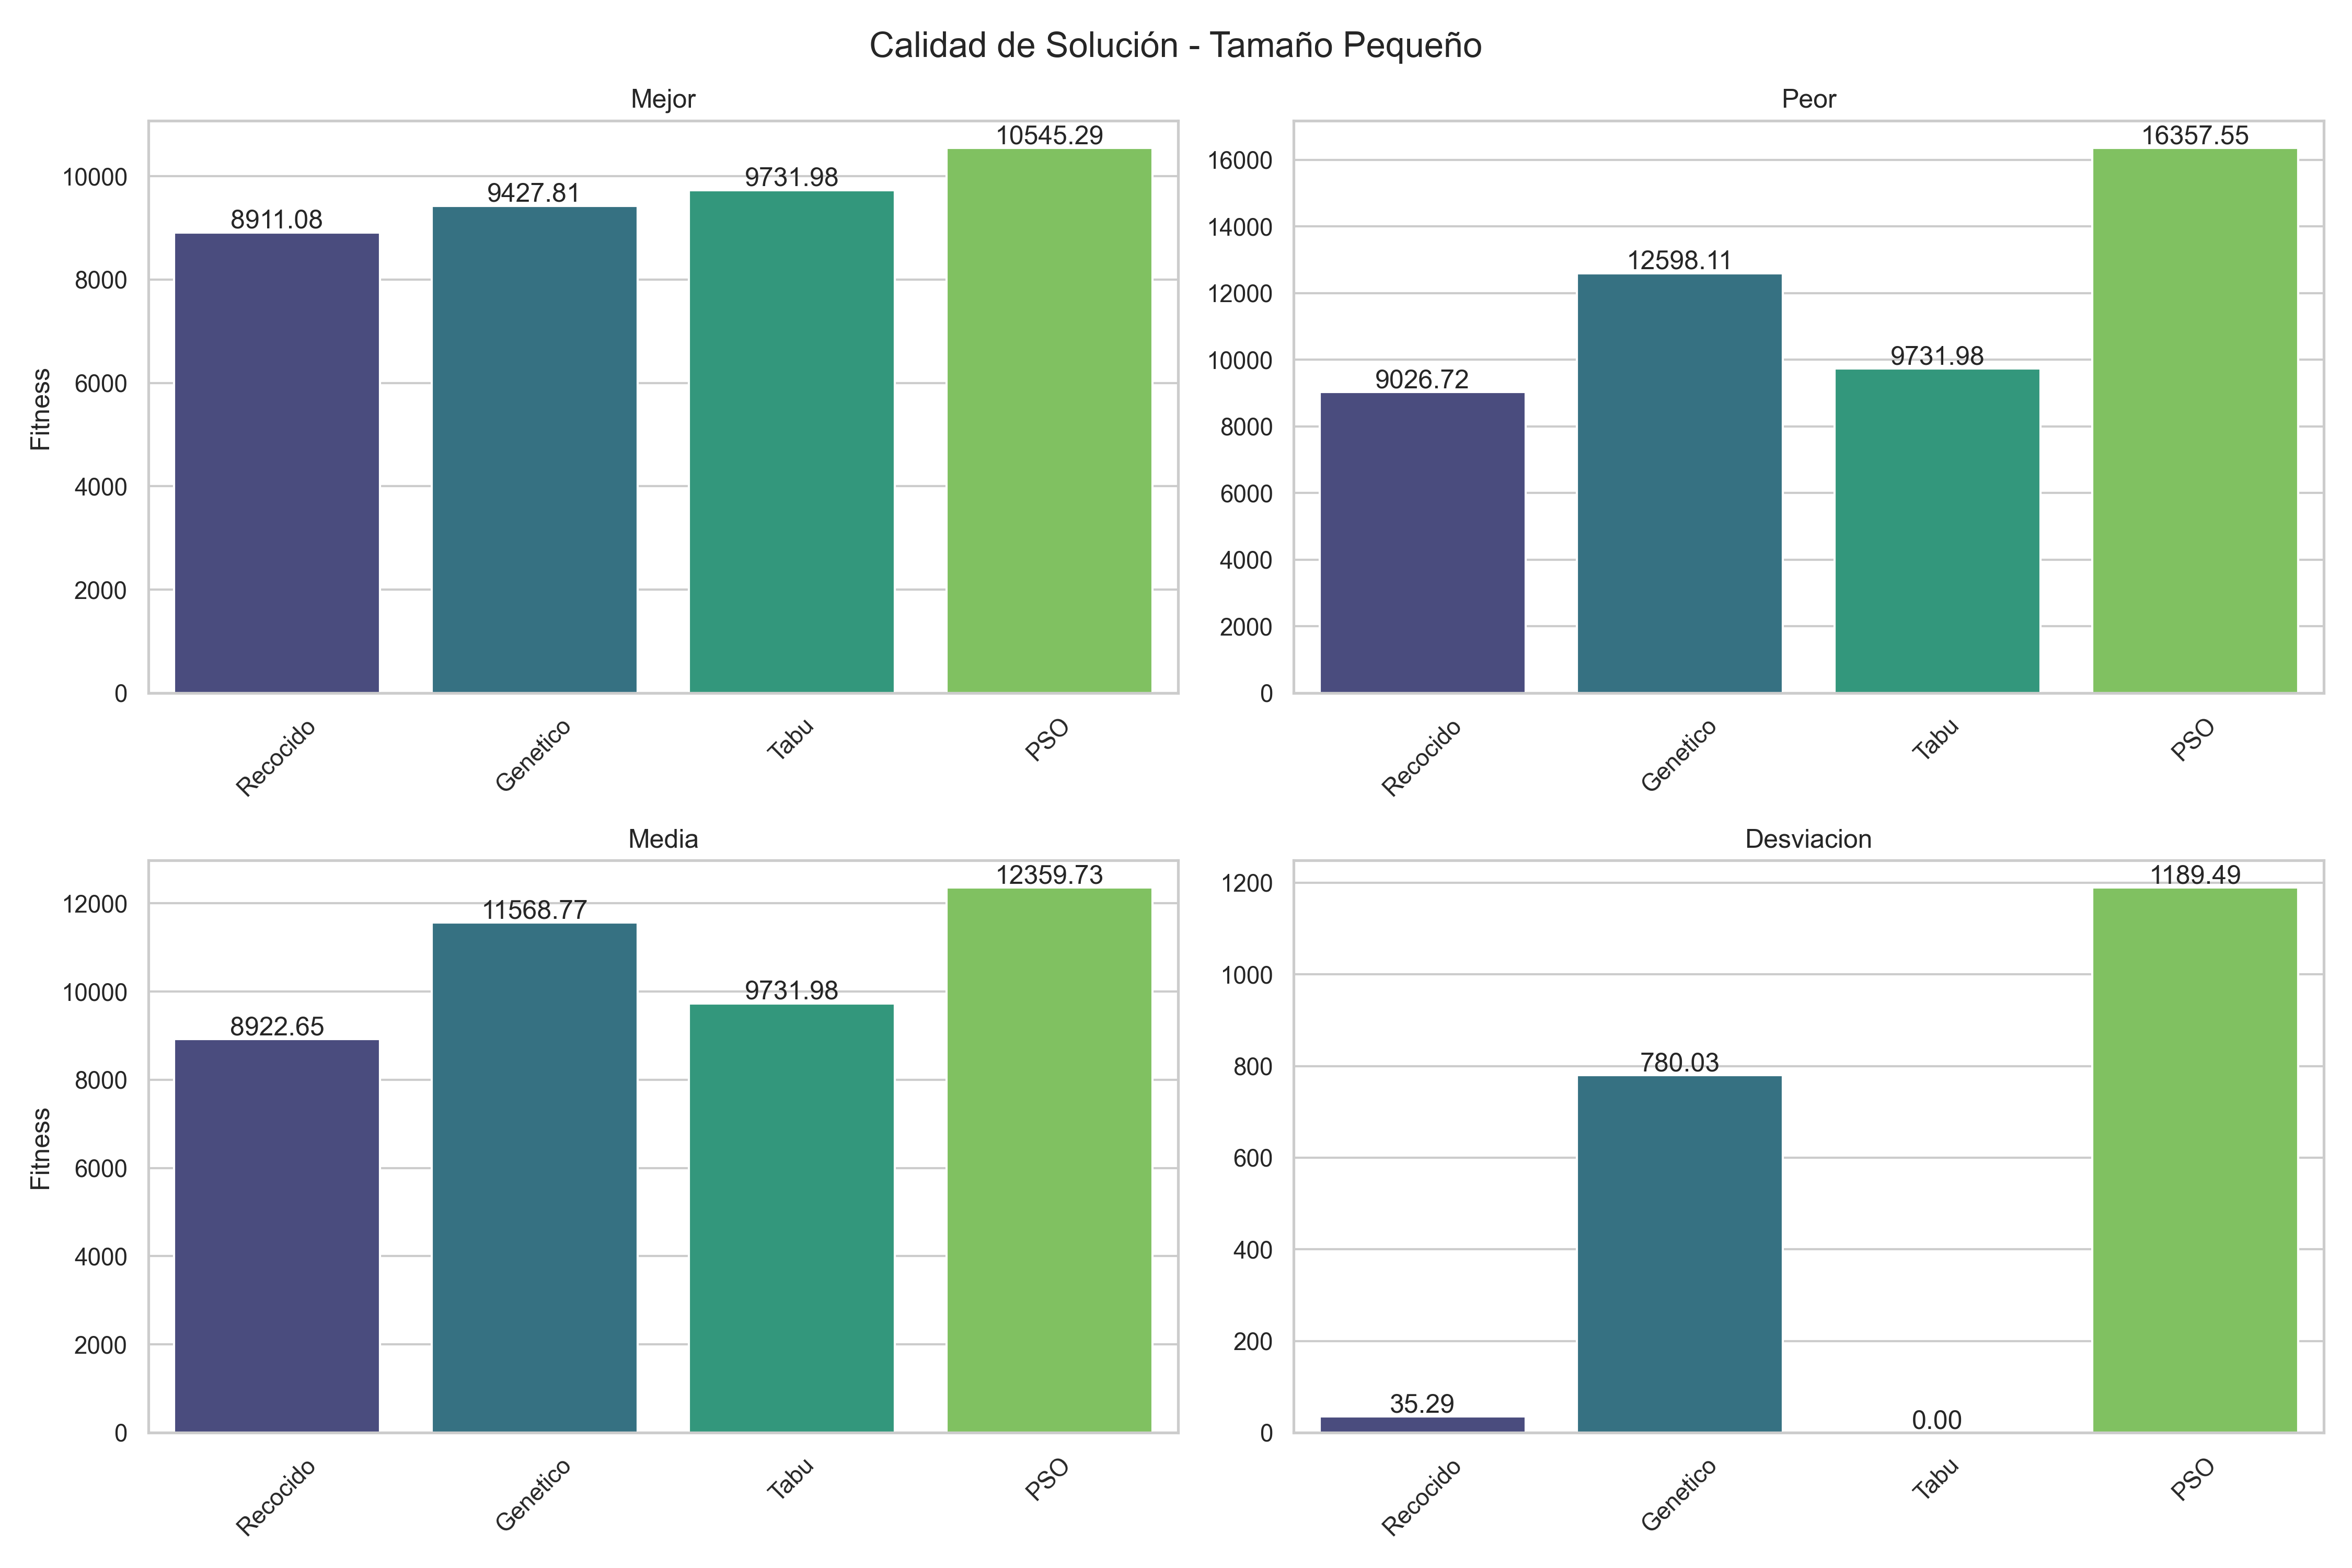 Calidad de Solución - Tamaño Pequeño
Mejor
Fitness
10000
8000
6000
4000
2000
0
8911.08
9427.81
9731.98
10545.29
Recocido
Genetico
Tabu
PSO
Peor
16000
14000
12000
10000
8000
6000
4000
2000
0
9026.72
12598.11
9731.98
16357.55
Recocido
Genetico
Tabu
PSO
Media
Fitness
12000
10000
8000
6000
4000
2000
0
8922.65
11568.77
9731.98
12359.73
Recocido
Genetico
Tabu
PSO
Desviacion
1200
1000
800
600
400
200
0
35.29
780.03
0.00
1189.49
Recocido
Genetico
Tabu
PSO